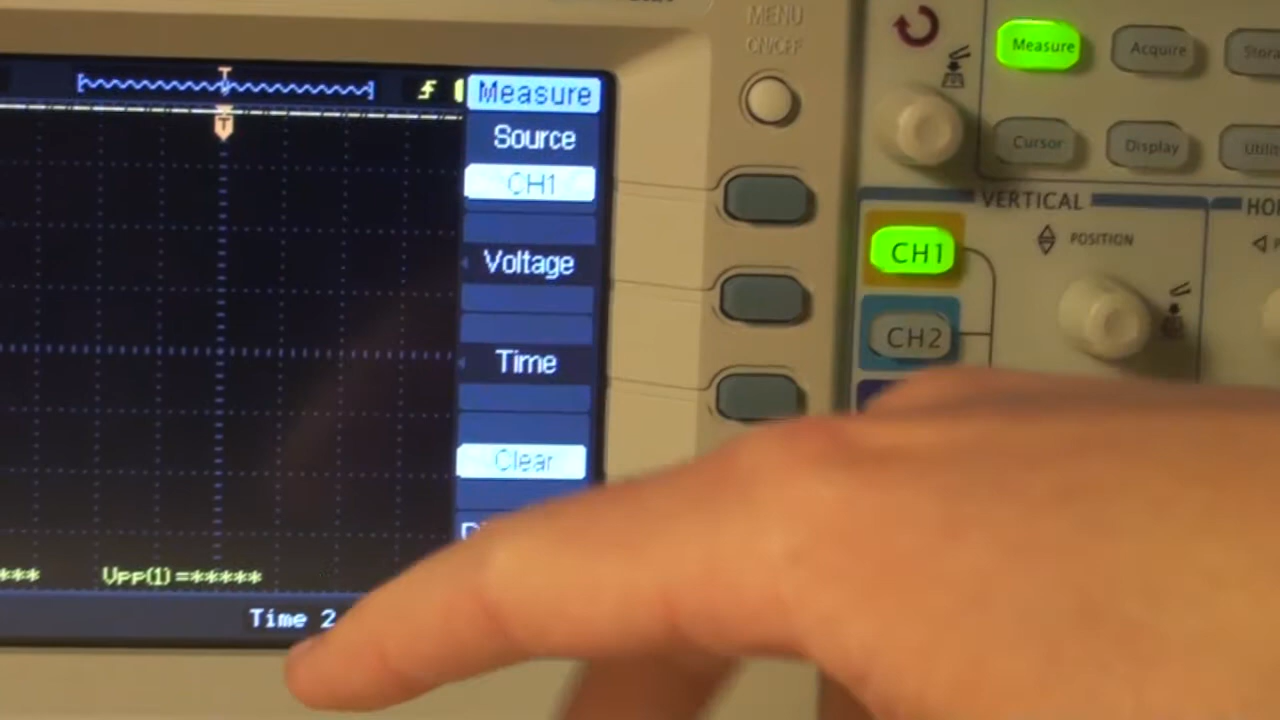 MENU
ON/OFF
Measure
Acquire
Cursor
Display
T
Measure
Source
CH1
Voltage
Time
Clear
VERTICAL
POSITION
CH1
CH2
*** Vpp(1)=*****
Time 2